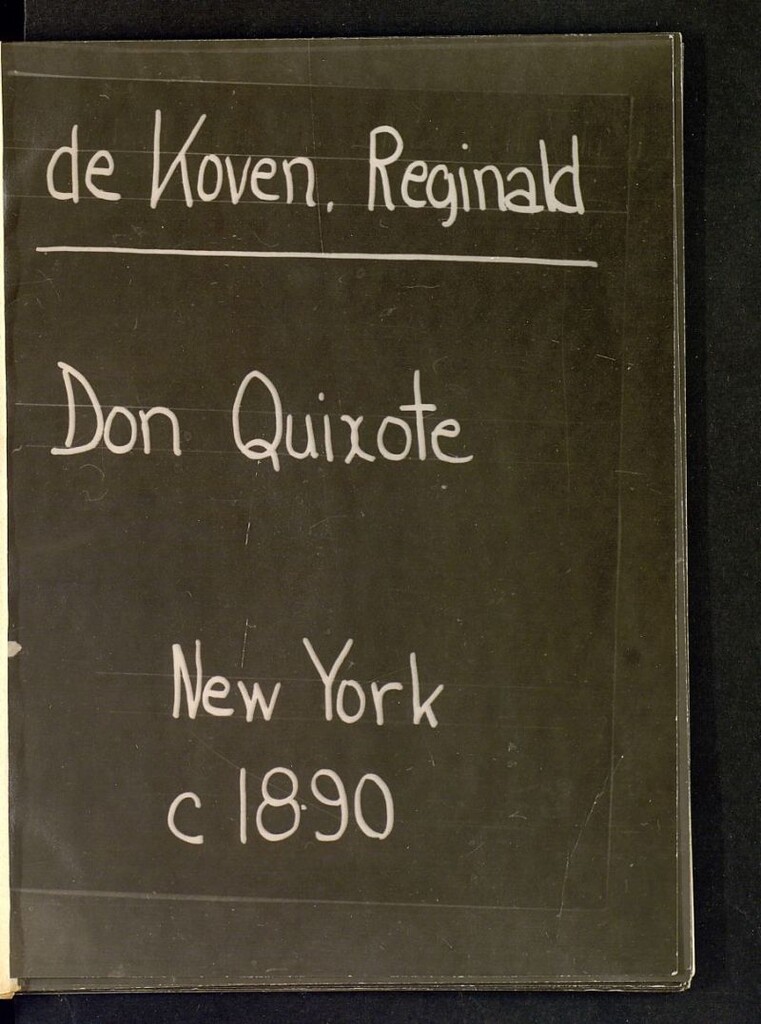 de Koven, Reginald
Don Quixote
New York
c 1890